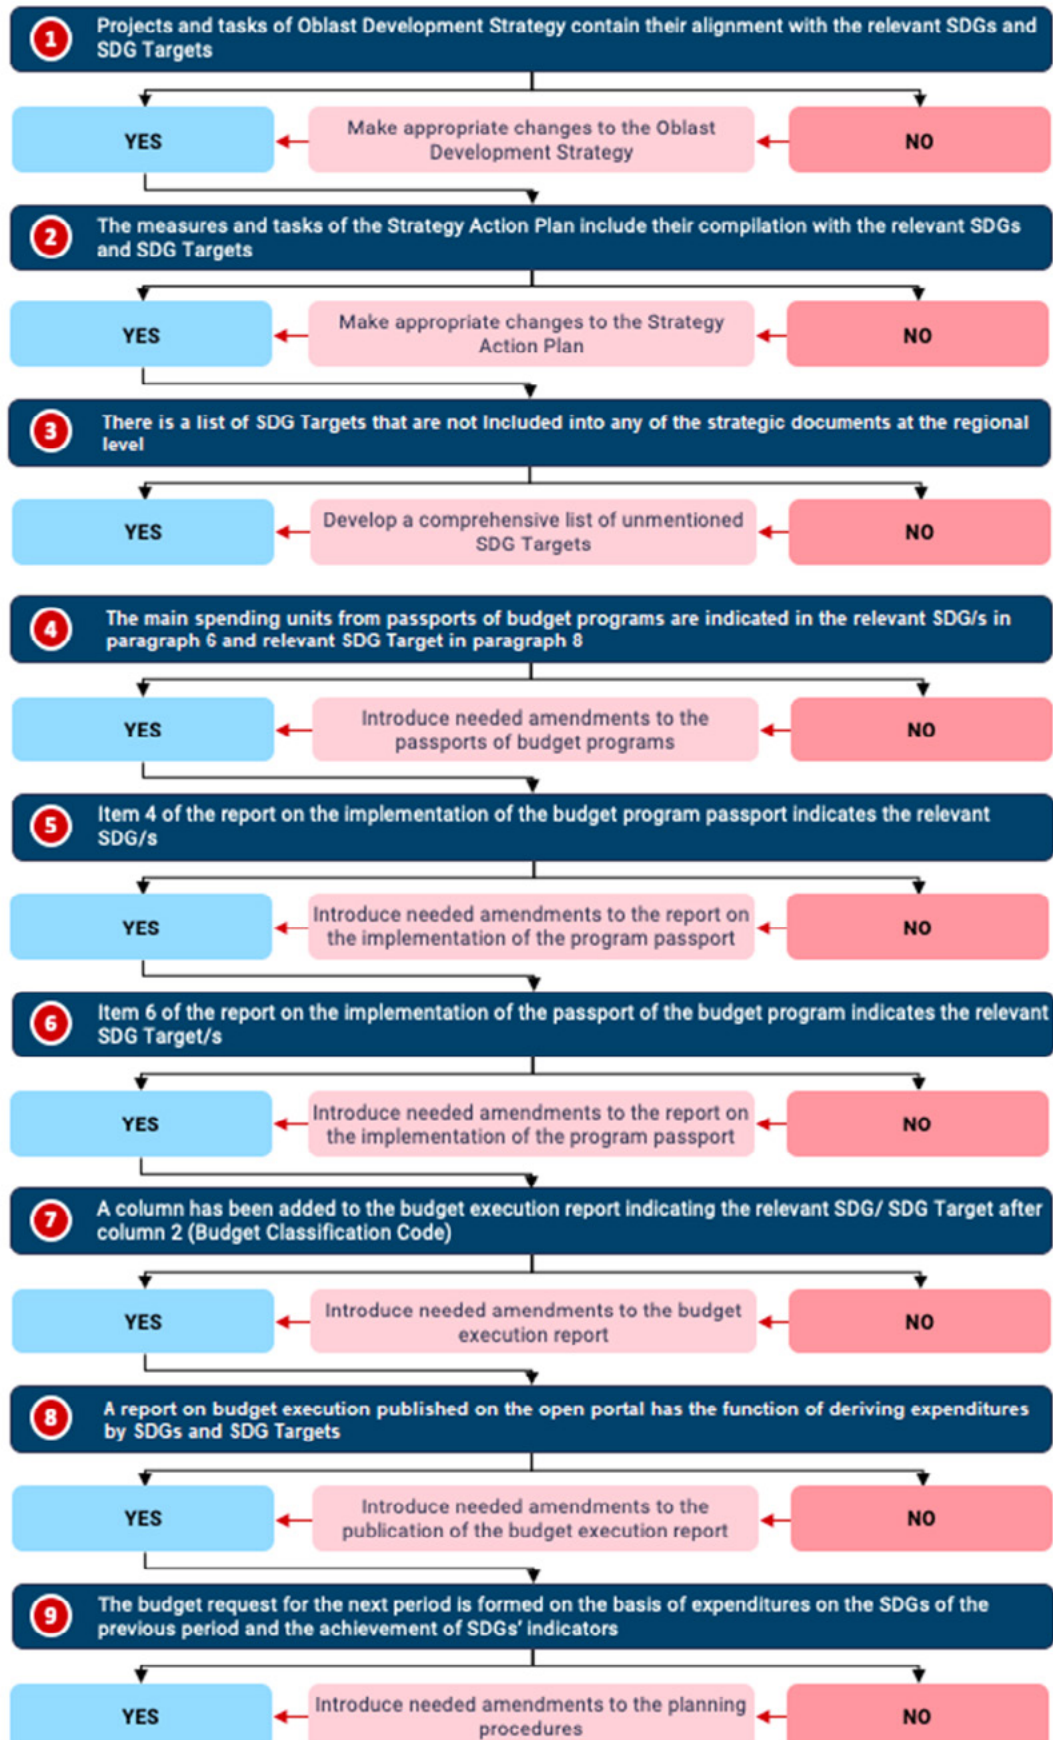 1
Projects and tasks of Oblast Development Strategy contain their alignment with the relevant SDGs and
SDG Targets
YES
Make appropriate changes to the Oblast
Development Strategy
NO
2
The measures and tasks of the Strategy Action Plan include their compilation with the relevant SDGs
and SDG Targets
YES
Make appropriate changes to the Strategy
Action Plan
NO
3
There is a list of SDG Targets that are not Included into any of the strategic documents at the regional
level
YES
Develop a comprehensive list of unmentioned
SDG Targets
NO
4
The main spending units from passports of budget programs are indicated in the relevant SDG/s in
paragraph 6 and relevant SDG Target in paragraph 8
YES
Introduce needed amendments to the
passports of budget programs
NO
5
Item 4 of the report on the implementation of the budget program passport indicates the relevant
SDG/s
YES
Introduce needed amendments to the report on
the implementation of the program passport
NO
6
Item 6 of the report on the implementation of the passport of the budget program indicates the relevant
SDG Target/s
YES
Introduce needed amendments to the report on
the implementation of the program passport
NO
7
A column has been added to the budget execution report indicating the relevant SDG/ SDG Target after
column 2 (Budget Classification Code)
YES
Introduce needed amendments to the budget
execution report
NO
8
A report on budget execution published on the open portal has the function of deriving expenditures
by SDGs and SDG Targets
YES
Introduce needed amendments to the
publication of the budget execution report
NO
9
The budget request for the next period is formed on the basis of expenditures on the SDGs of the
previous period and the achievement of SDGs' indicators
YES
Introduce needed amendments to the planning
procedures
NO